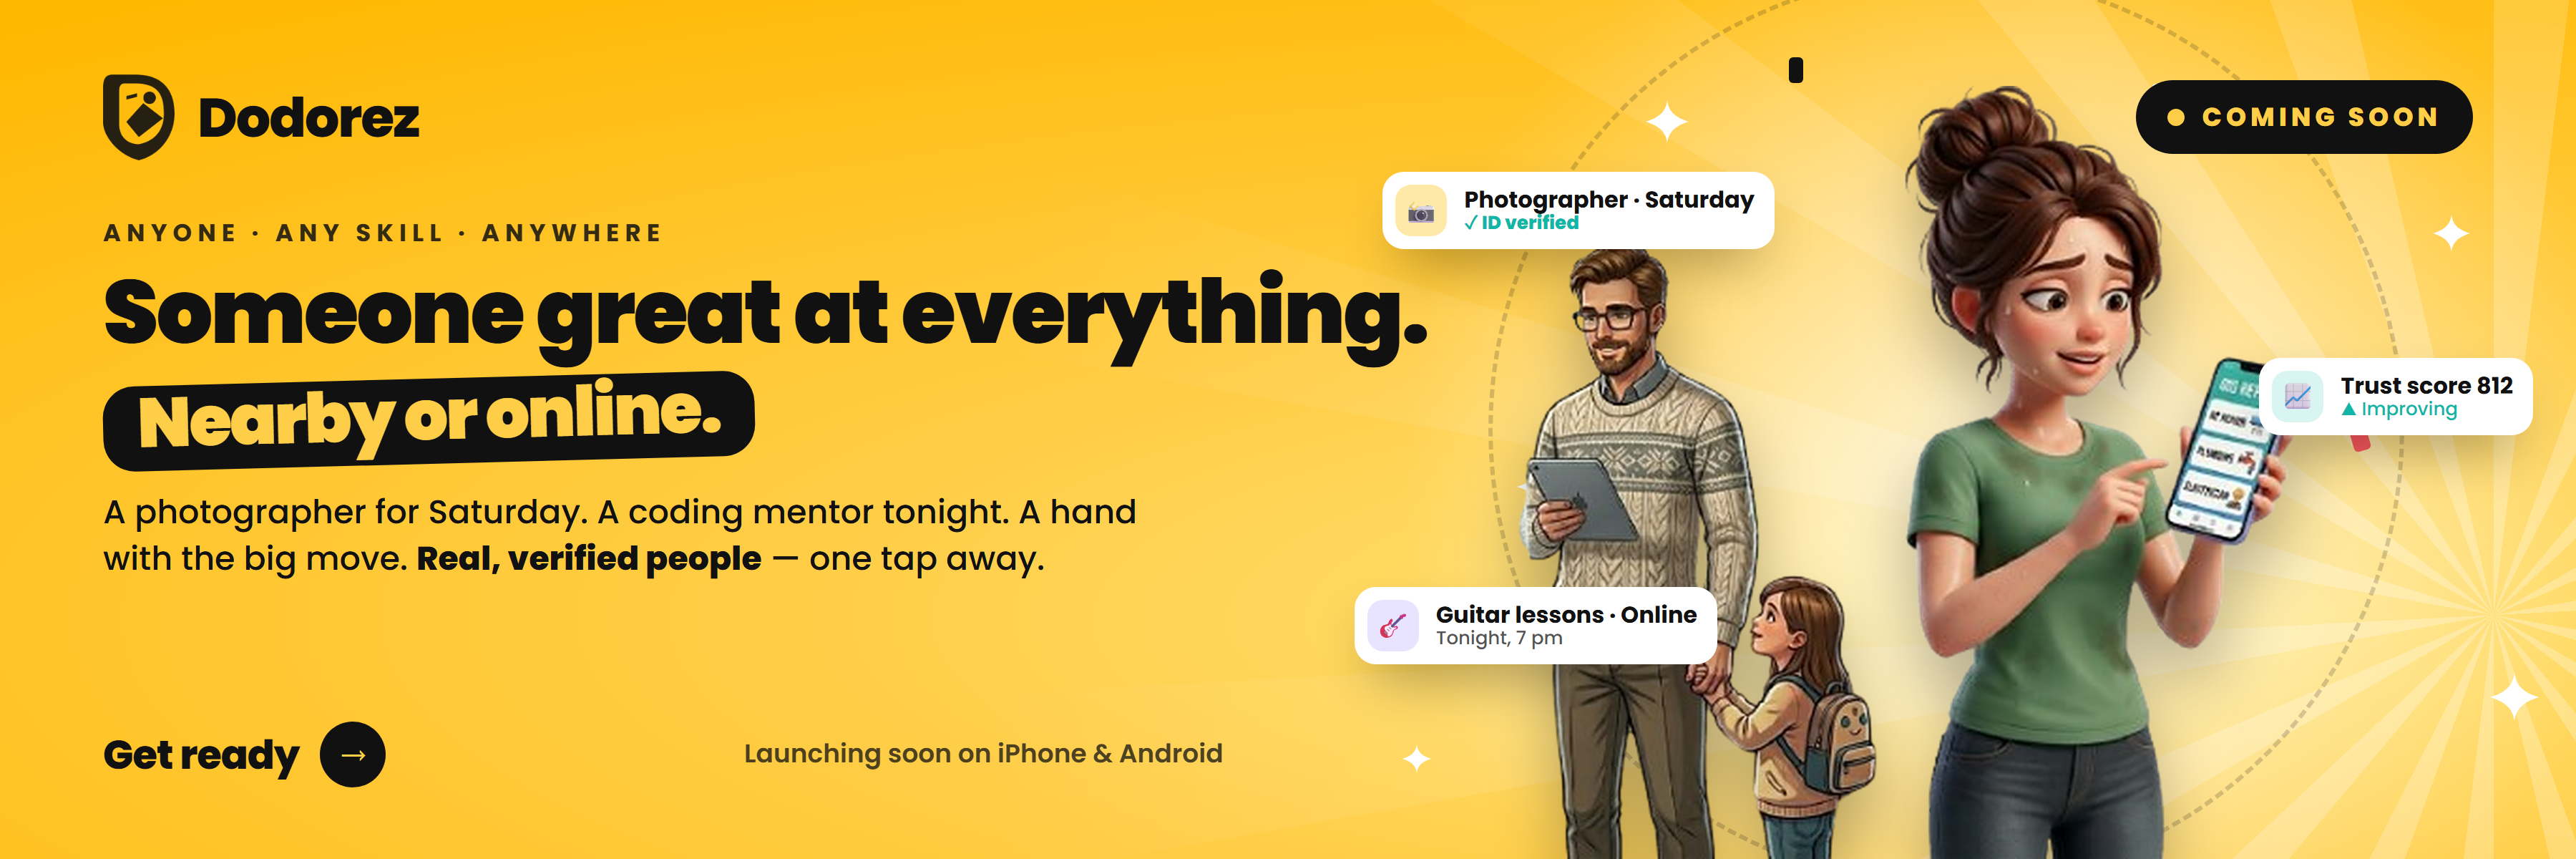 Dodorez
COMING SOON
ANYONE · ANY SKILL · ANYWHERE
Someone great at everything.
Nearby or online.
A photographer for Saturday. A coding mentor tonight. A hand
with the big move. Real, verified people — one tap away.
Get ready →
Launching soon on iPhone & Android
Photographer · Saturday
✓ ID verified
Trust score 812
▲ Improving
Guitar lessons · Online
Tonight, 7 pm